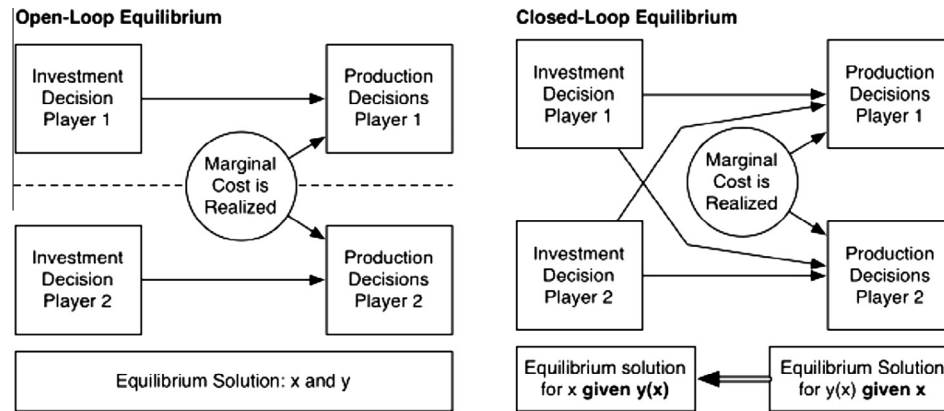 Open-Loop Equilibrium
Investment
Decision
Player 1
Production
Decisions
Player 1
Marginal
Cost is
Realized
Investment
Decision
Player 2
Production
Decisions
Player 2
Equilibrium Solution: x and y
Closed-Loop Equilibrium
Investment
Decision
Player 1
Production
Decisions
Player 1
Marginal
Cost is
Realized
Investment
Decision
Player 2
Production
Decisions
Player 2
Equilibrium solution
for x given y(x)
Equilibrium Solution
for y(x) given x